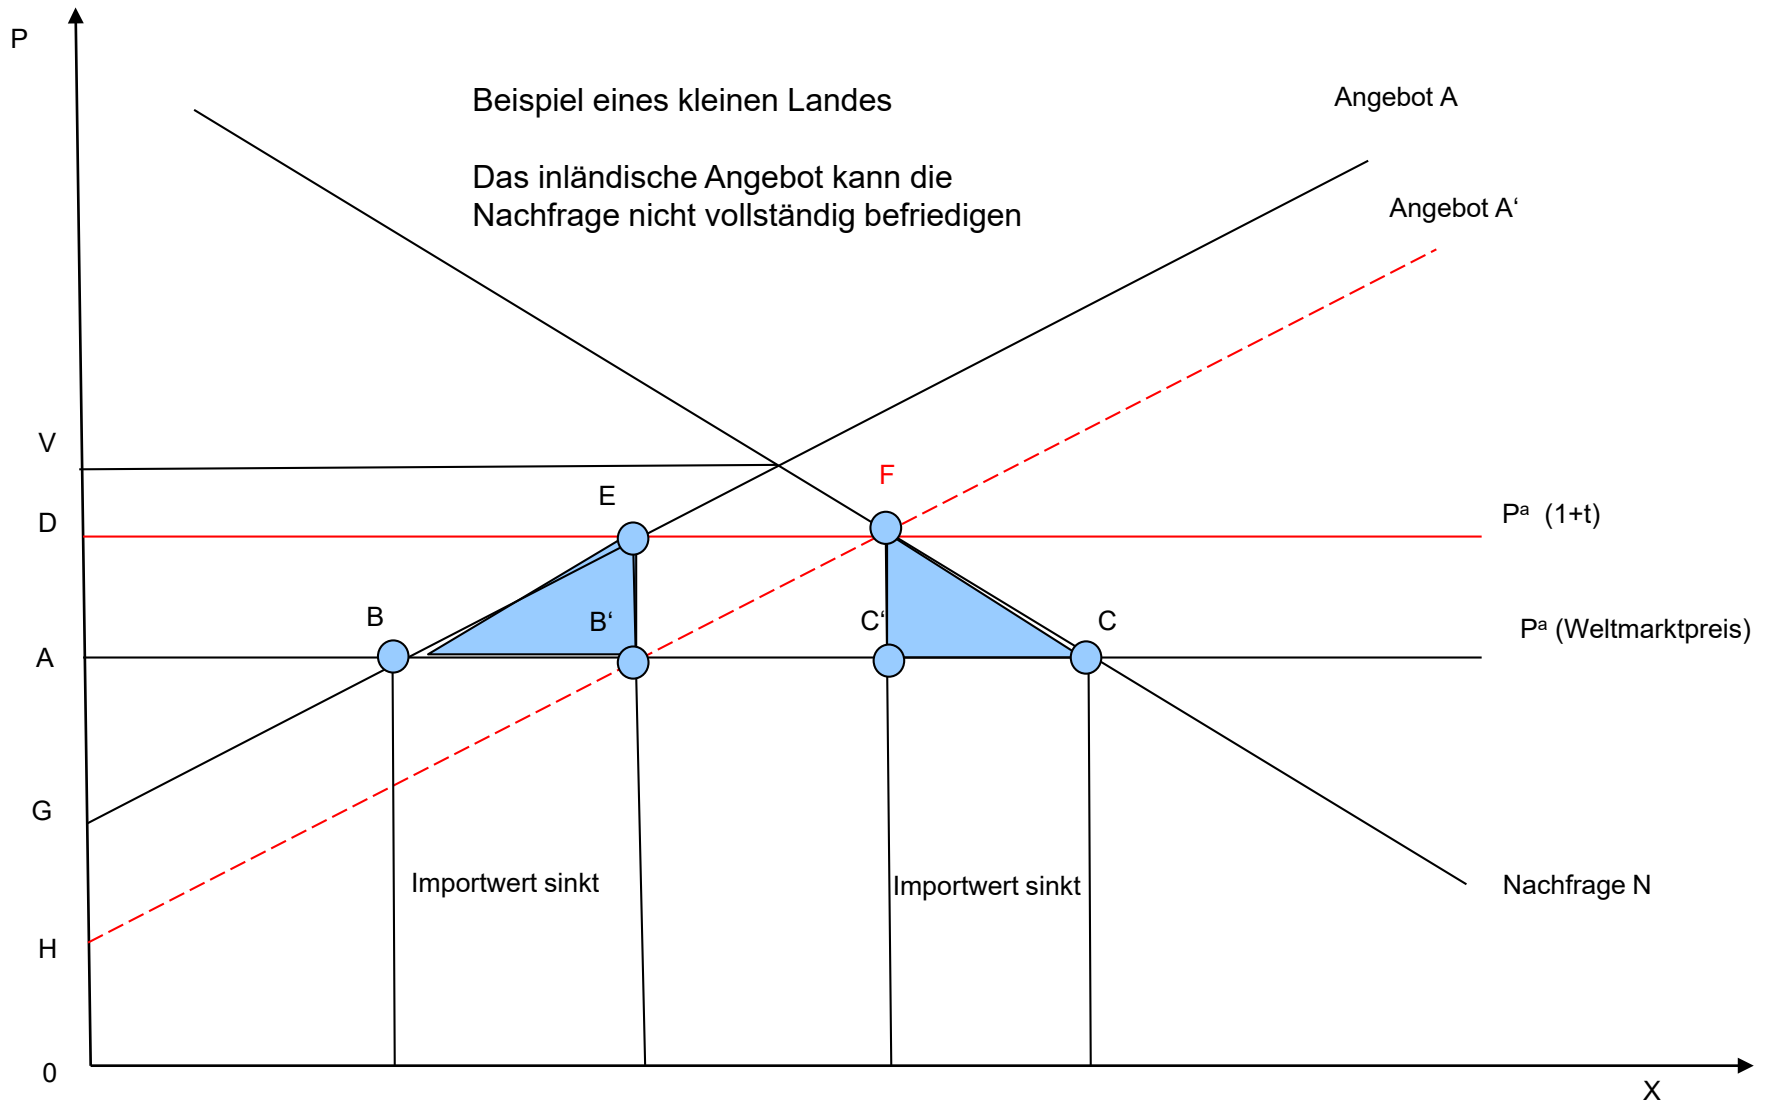 P
Beispiel eines kleinen Landes
Angebot A
Das inländische Angebot kann die
Nachfrage nicht vollständig befriedigen
Angebot A‘
V
E
F
D
Pᵃ (1+t)
B
B‘
C‘
C
Pᵃ (Weltmarktpreis)
A
G
Importwert sinkt
Importwert sinkt
Nachfrage N
H
0
X